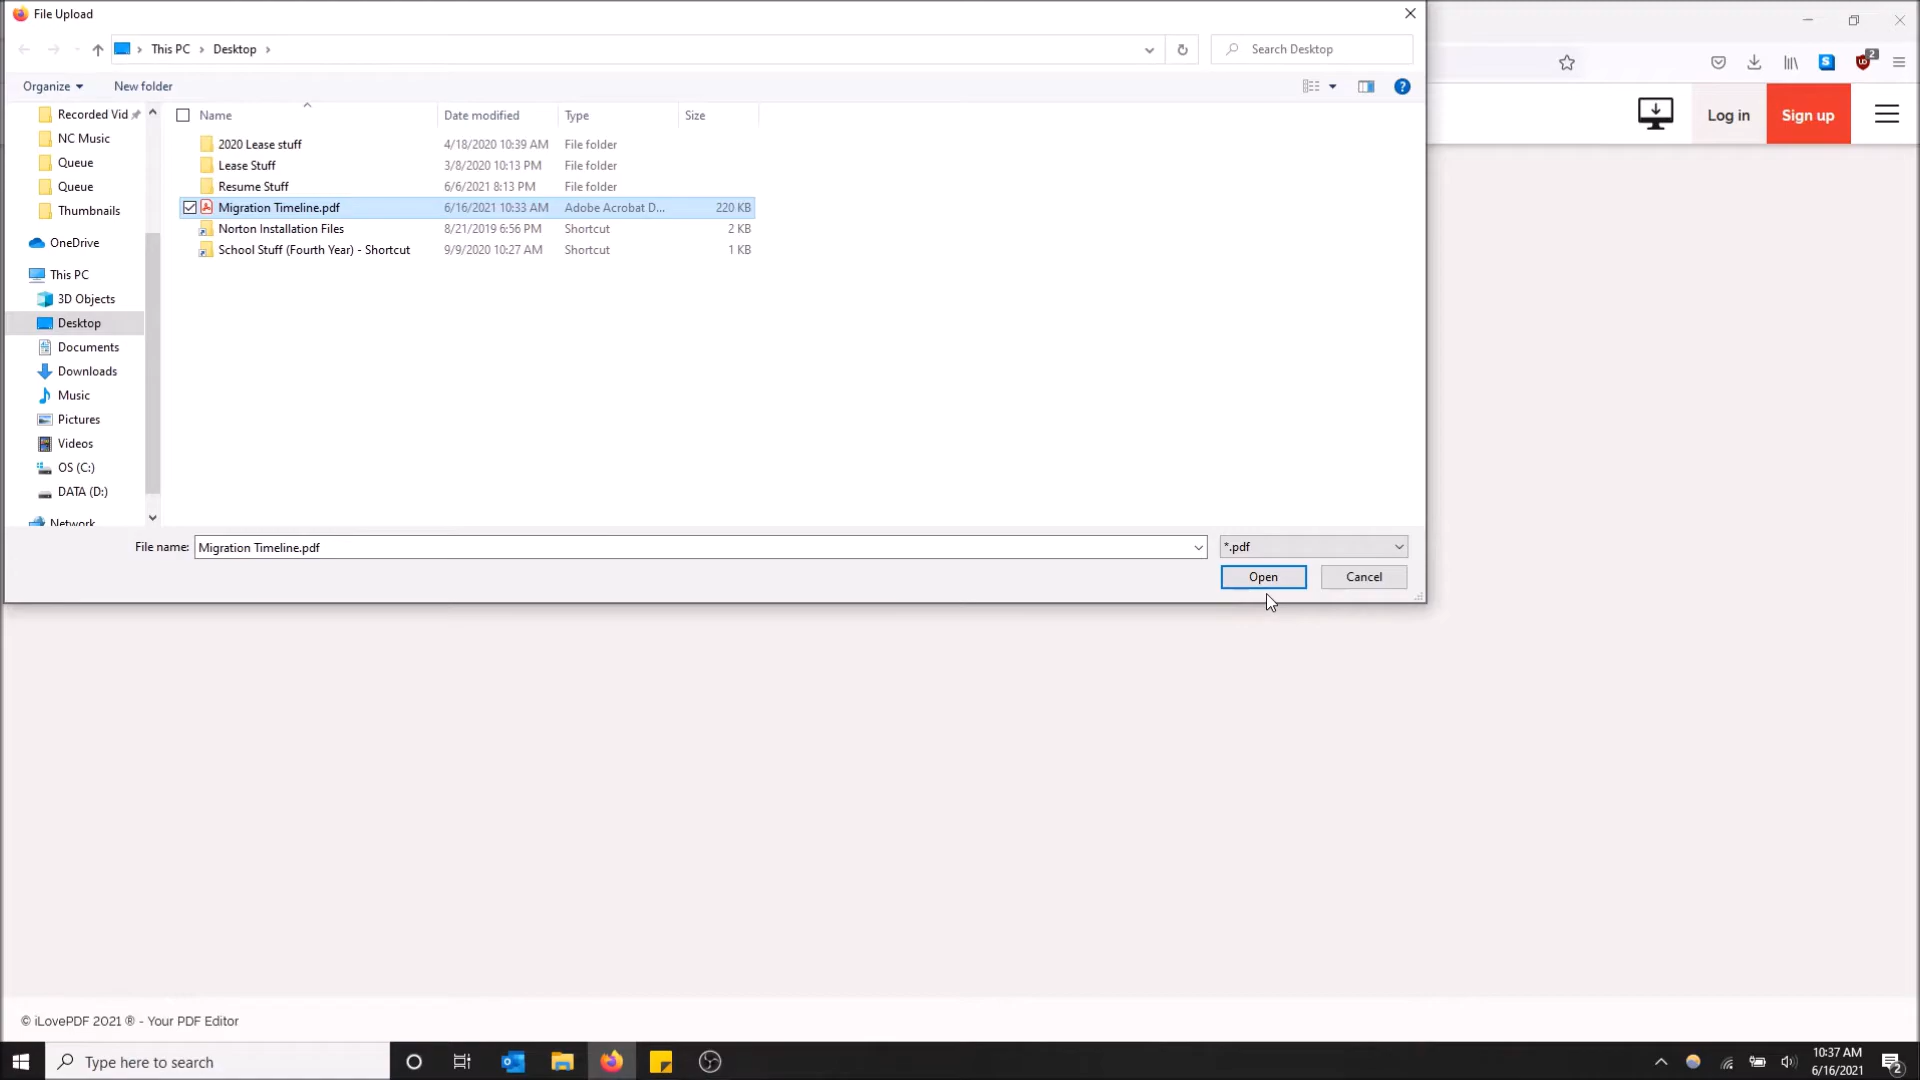 File Upload
This PC > Desktop >
Search Desktop
Organize
New folder
Name Date modified Type Size
Recorded Vid
NC Music
Queue
Queue
Thumbnails
OneDrive
This PC
3D Objects
Desktop
Documents
Downloads
Music
Pictures
Videos
OS (C:)
DATA (D:)
Network
2020 Lease stuff 4/18/2020 10:39 AM File folder
Lease Stuff 3/8/2020 10:13 PM File folder
Resume Stuff 6/6/2021 8:13 PM File folder
Migration Timeline.pdf 6/16/2021 10:33 AM Adobe Acrobat D... 220 KB
Norton Installation Files 8/21/2019 6:56 PM Shortcut 2 KB
School Stuff (Fourth Year) - Shortcut 9/9/2020 10:27 AM Shortcut 1 KB
File name: Migration Timeline.pdf
*.pdf
Open
Cancel
2
Log in
Sign up
© iLovePDF 2021 ® - Your PDF Editor
Type here to search
10:37 AM
6/16/2021
2